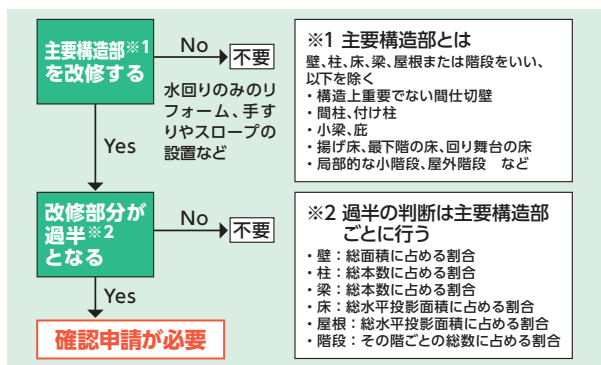 主要構造部※1
を改修する
No
不要
水回りのみのリ
フォーム、手す
りやスロープの
設置など
Yes
改修部分が
過半※2
となる
No
不要
Yes
確認申請が必要
※1 主要構造部とは
壁、柱、床、梁、屋根または階段をいい、
以下を除く
・構造上重要でない間仕切壁
・間柱、付け柱
・小梁、庇
・揚げ床、最下階の床、回り舞台の床
・局部的な小階段、屋外階段 など
※2 過半の判断は主要構造部
ごとに行う
・壁：総面積に占める割合
・柱：総本数に占める割合
・梁：総本数に占める割合
・床：総水平投影面積に占める割合
・屋根：総水平投影面積に占める割合
・階段：その階ごとの総数に占める割合